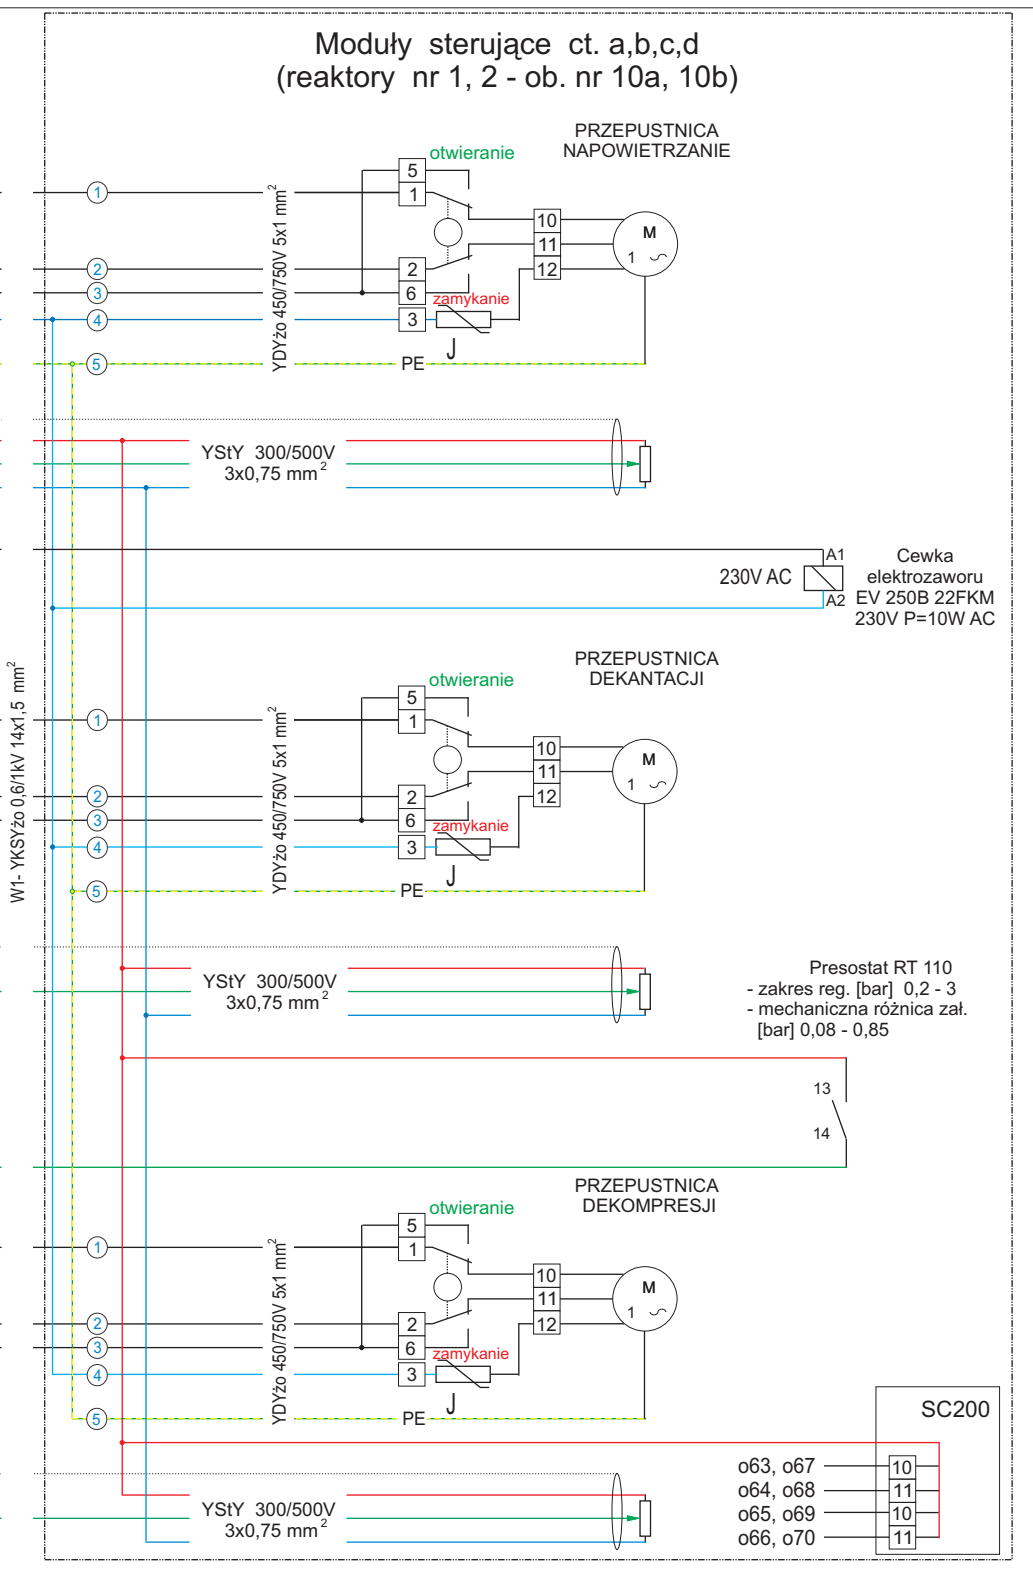 Moduły sterujące ct. a,b,c,d
(reaktory nr 1, 2 - ob. nr 10a, 10b)
PRZEPUSTNICA
NAPOWIETRZANIE
otwieranie
5
1
1
YDYżo 450/750V 5x1 mm²
10
M
11
1
2
2
12
3
6
zamykanie
4
3
J
5
PE
YStY 300/500V
3x0,75 mm²
A1
230V AC
A2
Cewka
elektrozaworu
EV 250B 22FKM
230V P=10W AC
W1- YKSYżo 0,6/1kV 14x1,5 mm²
PRZEPUSTNICA
DEKANTACJI
otwieranie
5
1
1
YDYżo 450/750V 5x1 mm²
10
M
11
1
2
2
12
3
6
zamykanie
4
3
J
5
PE
YStY 300/500V
3x0,75 mm²
Presostat RT 110
- zakres reg. [bar] 0,2 - 3
- mechaniczna różnica zał.
[bar] 0,08 - 0,85
13
14
PRZEPUSTNICA
DEKOMPRESJI
otwieranie
5
1
1
YDYżo 450/750V 5x1 mm²
10
M
11
1
2
2
12
3
6
zamykanie
4
3
J
5
PE
SC200
o63, o67 10
o64, o68 11
o65, o69 10
o66, o70 11
YStY 300/500V
3x0,75 mm²